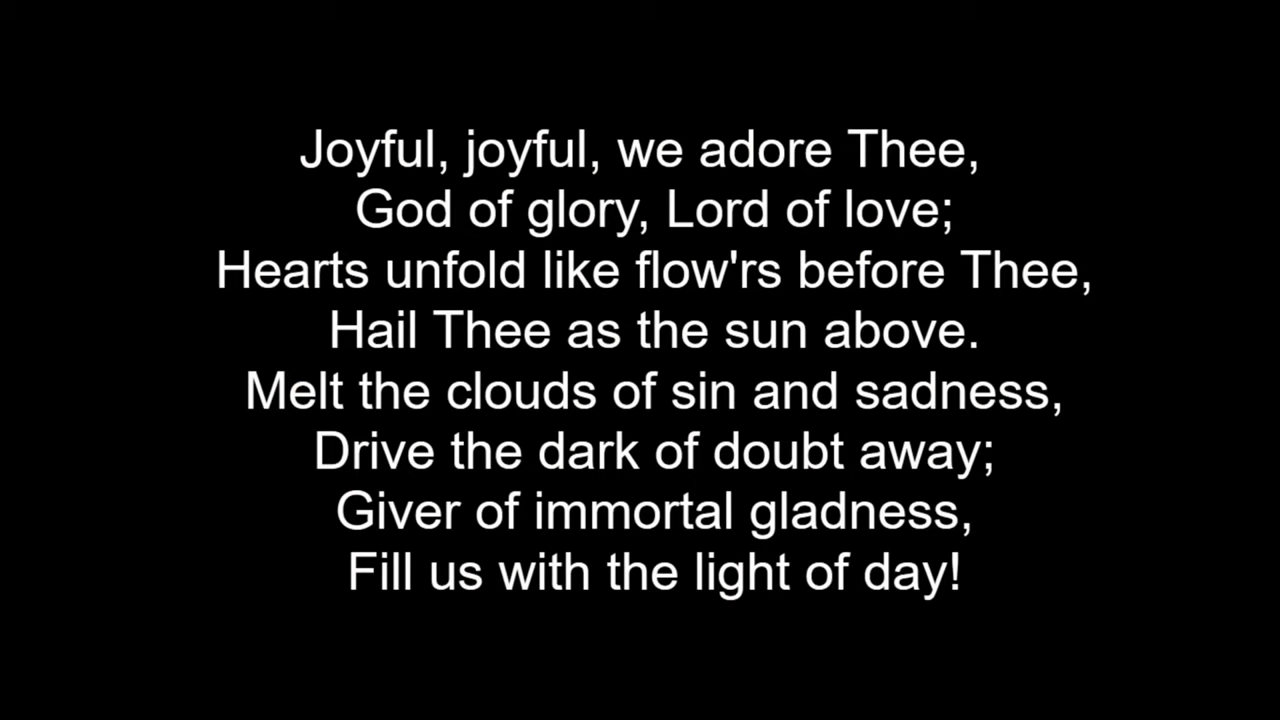 Joyful, joyful, we adore Thee,
God of glory, Lord of love;
Hearts unfold like flow'rs before Thee,
Hail Thee as the sun above.
Melt the clouds of sin and sadness,
Drive the dark of doubt away;
Giver of immortal gladness,
Fill us with the light of day!